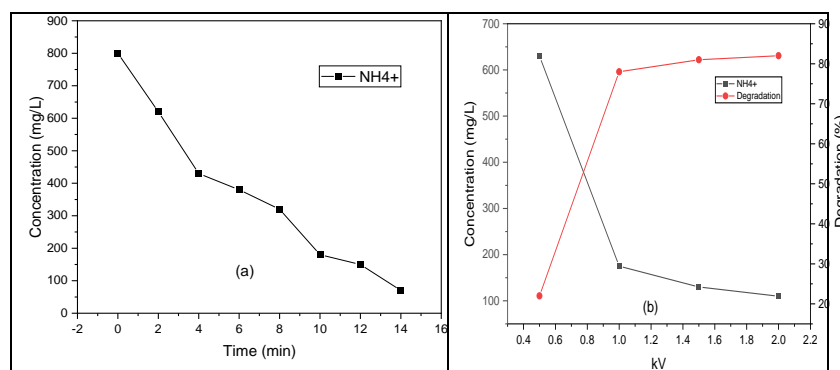 900
800
700
600
500
400
300
200
100
0
Concentration (mg/L)
NH4+
(a)
-2 0 2 4 6 8 10 12 14 16
Time (min)
700
600
500
400
300
200
100
Concentration (mg/L)
NH4+
Degradation
90
80
70
60
50
40
30
20
Degradation (%)
(b)
0.4 0.6 0.8 1.0 1.2 1.4 1.6 1.8 2.0 2.2
kV